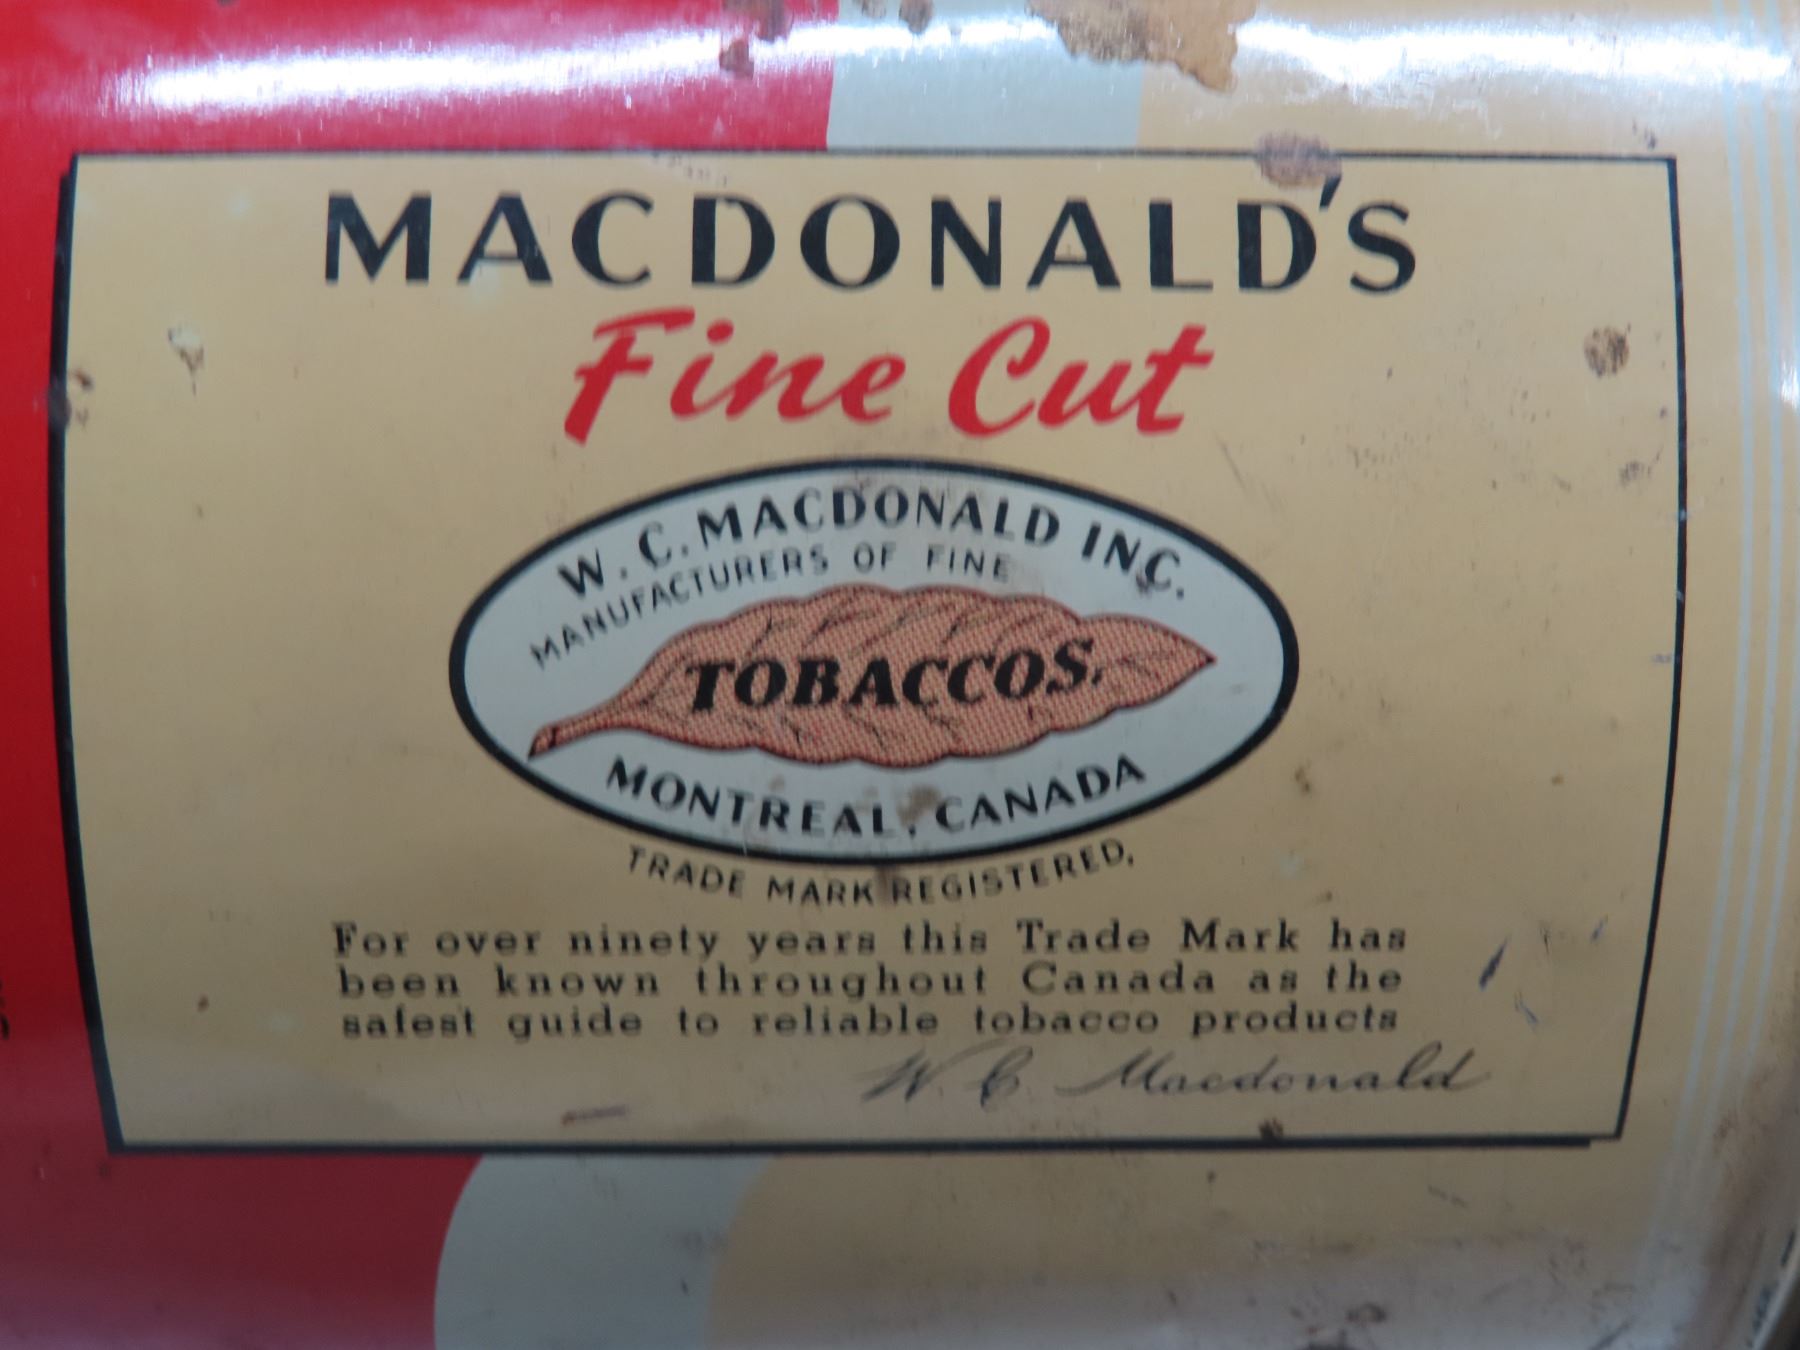 MACDONALD'S
Fine Cut
W. C. MACDONALD INC.
MANUFACTURERS OF FINE
TOBACCOS.
MONTREAL, CANADA
TRADE MARK REGISTERED.
For over ninety years this Trade Mark has
been known throughout Canada as the
safest guide to reliable tobacco products
W. C Macdonald